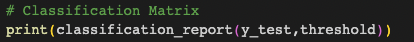 # Classification Matrix
print(classification_report(y_test,threshold))